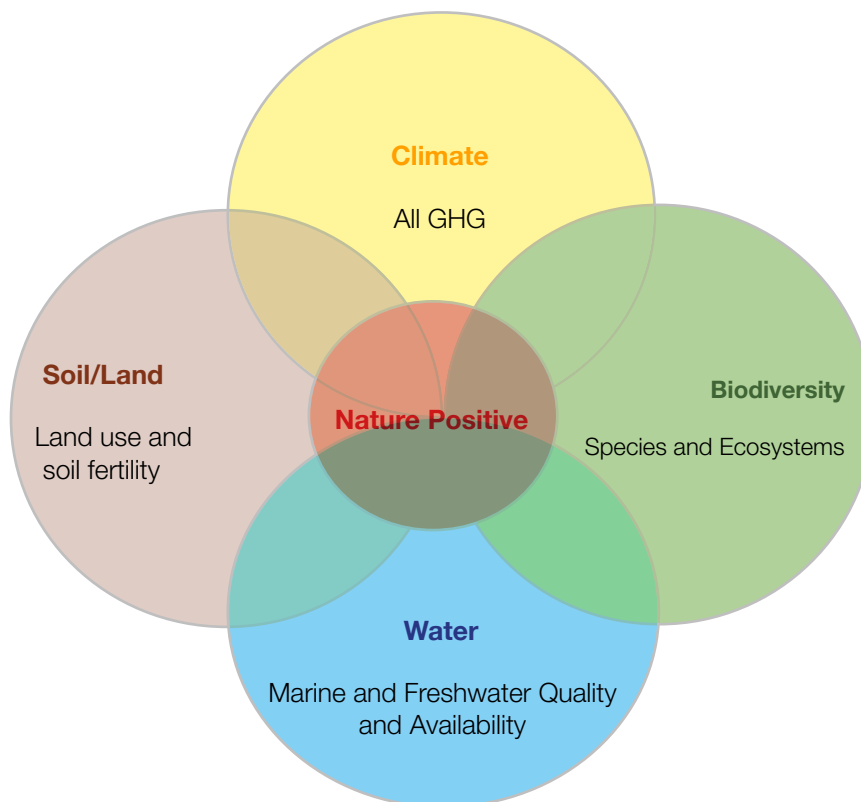 Climate
All GHG
Soil/Land
Land use and
soil fertility
Nature Positive
Biodiversity
Species and Ecosystems
Water
Marine and Freshwater Quality
and Availability